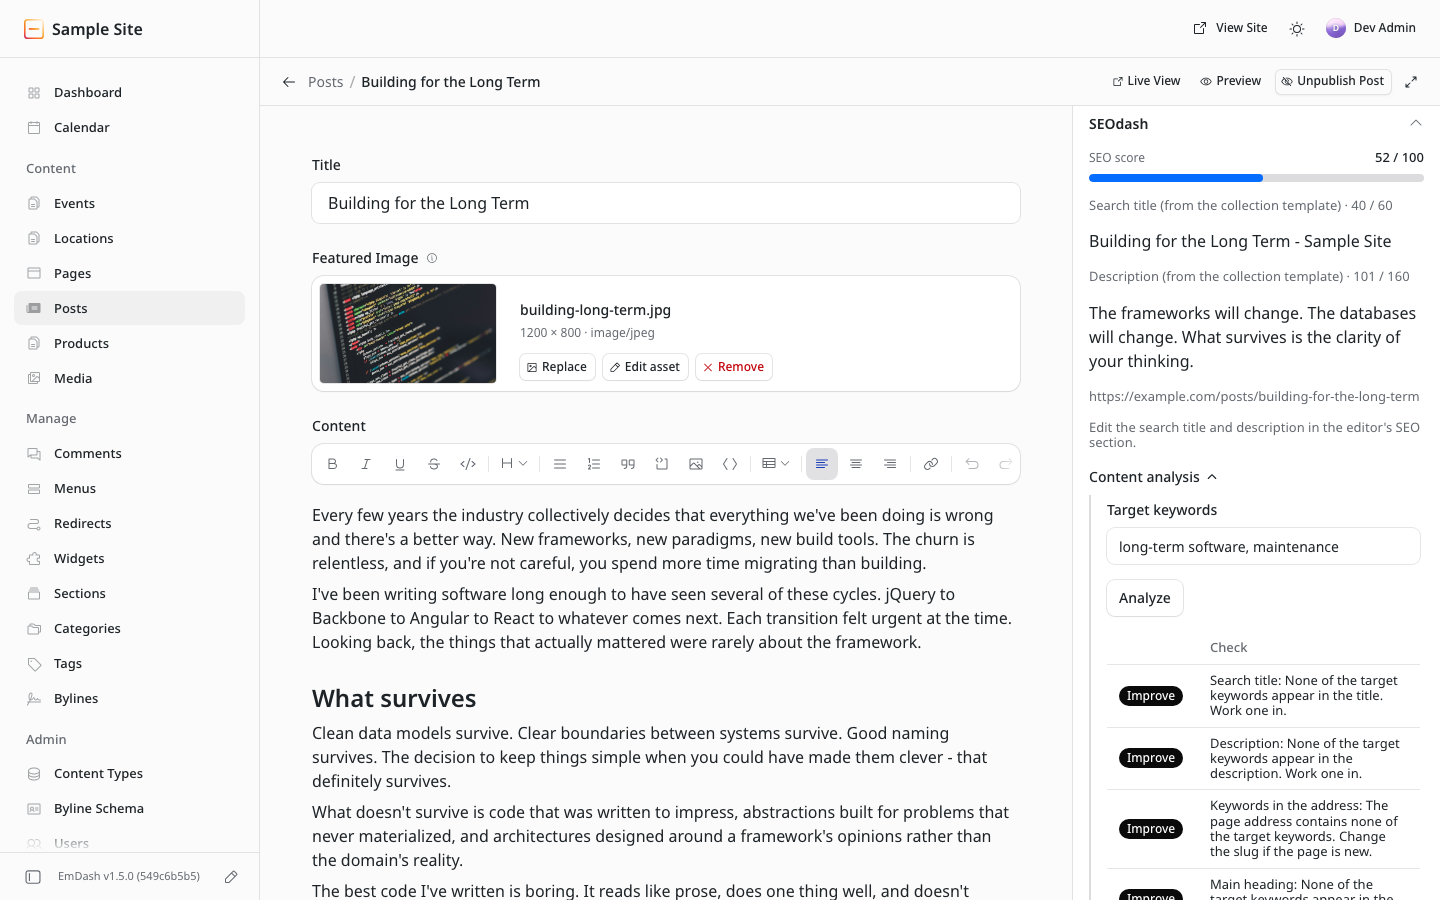 Sample Site
View Site
D
Dev Admin
Dashboard
Calendar
Content
Events
Locations
Pages
Posts
Products
Media
Manage
Comments
Menus
Redirects
Widgets
Sections
Categories
Tags
Bylines
Admin
Content Types
Byline Schema
Users
EmDash v1.5.0 (549c6b5b5)
Posts / Building for the Long Term
Live View
Preview
Unpublish Post
Title
Building for the Long Term
Featured Image
building-long-term.jpg
1200 × 800 · image/jpeg
Replace
Edit asset
Remove
Content
Every few years the industry collectively decides that everything we've been doing is wrong
and there's a better way. New frameworks, new paradigms, new build tools. The churn is
relentless, and if you're not careful, you spend more time migrating than building.
I've been writing software long enough to have seen several of these cycles. jQuery to
Backbone to Angular to React to whatever comes next. Each transition felt urgent at the time.
Looking back, the things that actually mattered were rarely about the framework.
What survives
Clean data models survive. Clear boundaries between systems survive. Good naming
survives. The decision to keep things simple when you could have made them clever - that
definitely survives.
What doesn't survive is code that was written to impress, abstractions built for problems that
never materialized, and architectures designed around a framework's opinions rather than
the domain's reality.
The best code I've written is boring. It reads like prose, does one thing well, and doesn't
SEOdash
SEO score
52 / 100
Search title (from the collection template) · 40 / 60
Building for the Long Term - Sample Site
Description (from the collection template) · 101 / 160
The frameworks will change. The databases
will change. What survives is the clarity of
your thinking.
https://example.com/posts/building-for-the-long-term
Edit the search title and description in the editor's SEO
section.
Content analysis
Target keywords
long-term software, maintenance
Analyze
Check
Improve
Search title: None of the target
keywords appear in the title.
Work one in.
Improve
Description: None of the target
keywords appear in the
description. Work one in.
Improve
Keywords in the address: The
page address contains none of
the target keywords. Change
the slug if the page is new.
Improve
Main heading: None of the
target keywords appear in the